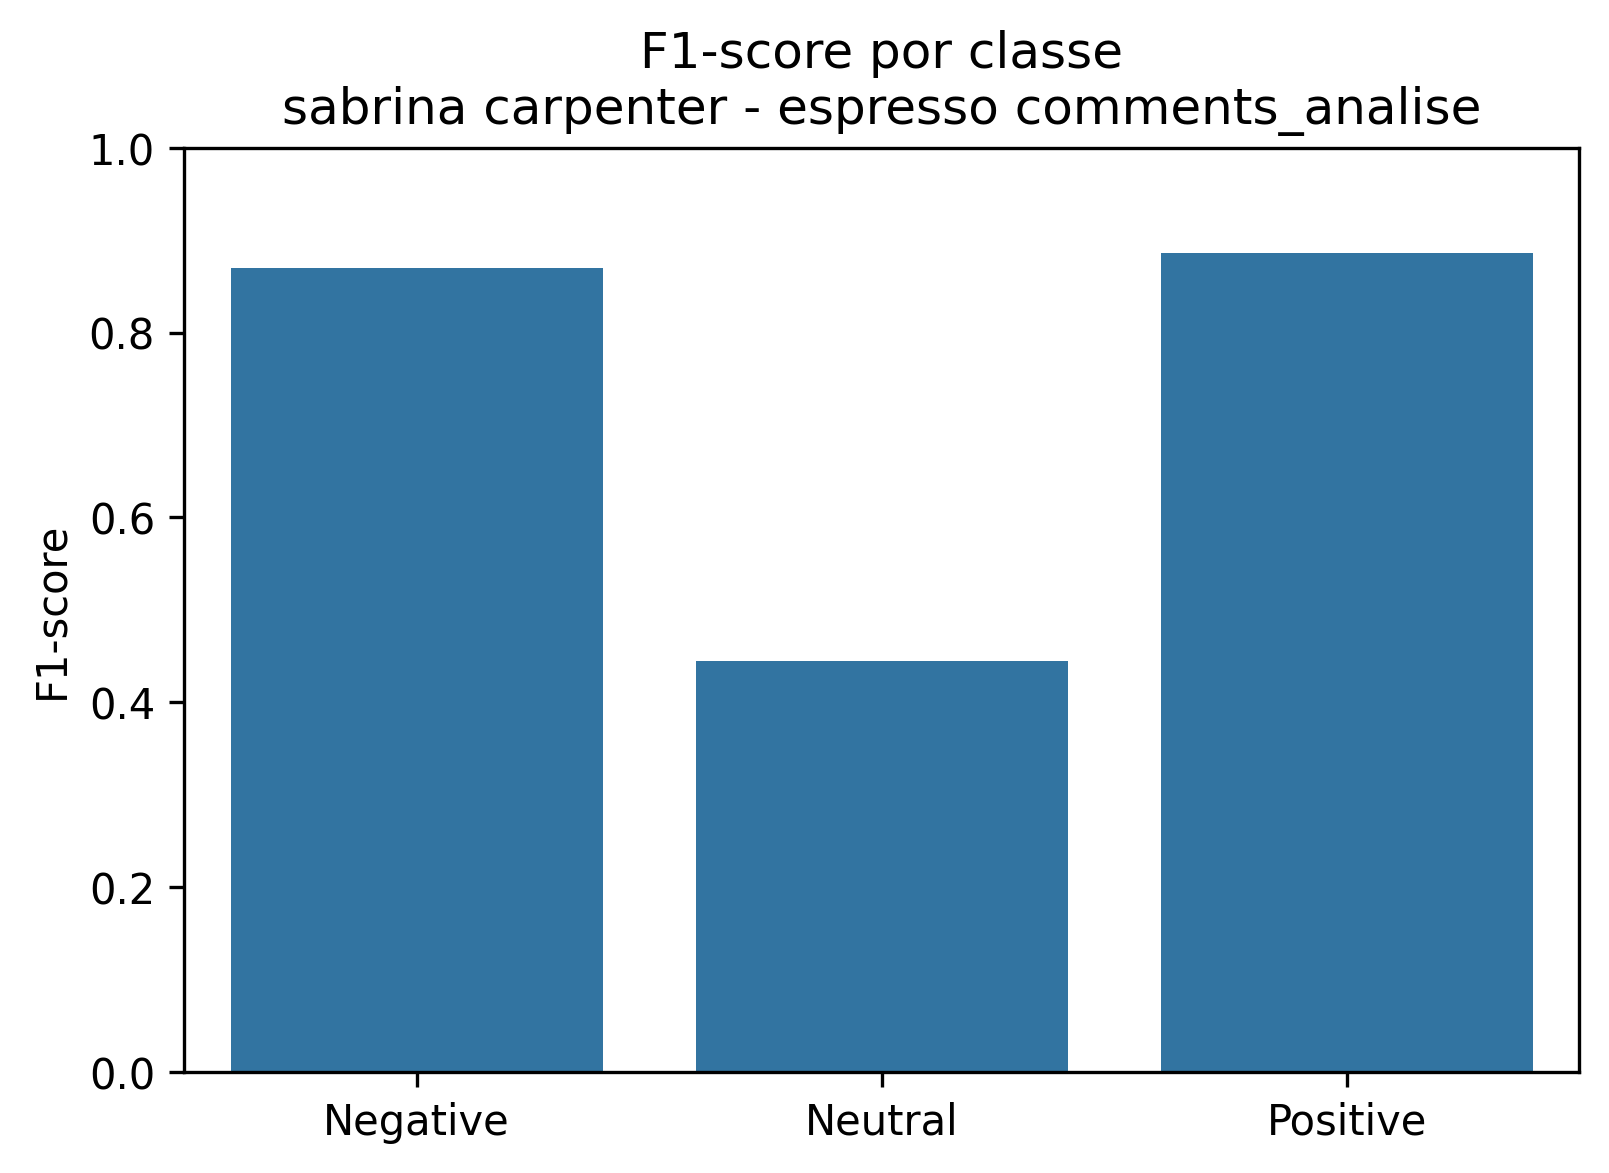 F1-score por classe
sabrina carpenter - espresso comments_analise
1.0
0.8
0.6
0.4
0.2
0.0
F1-score
Negative
Neutral
Positive